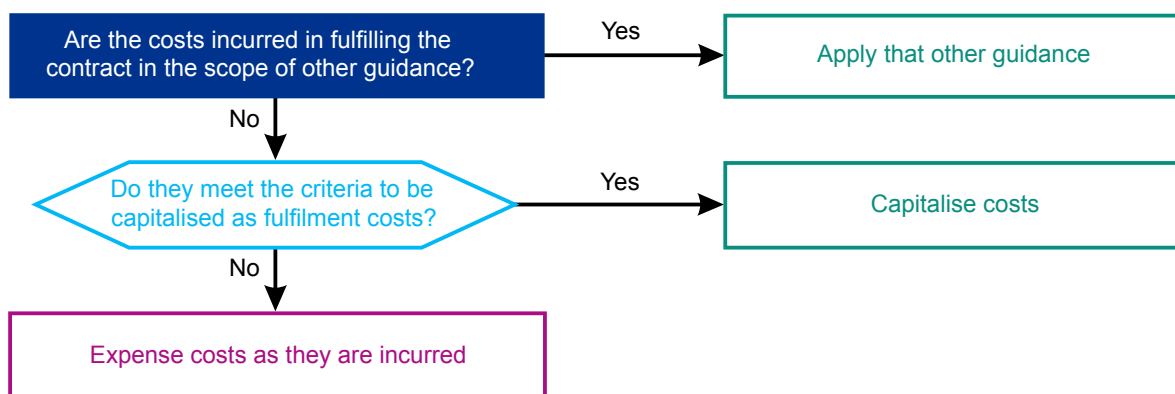 Are the costs incurred in fulfilling the
contract in the scope of other guidance?
Yes
Apply that other guidance
No
Do they meet the criteria to be
capitalised as fulfilment costs?
Yes
Capitalise costs
No
Expense costs as they are incurred